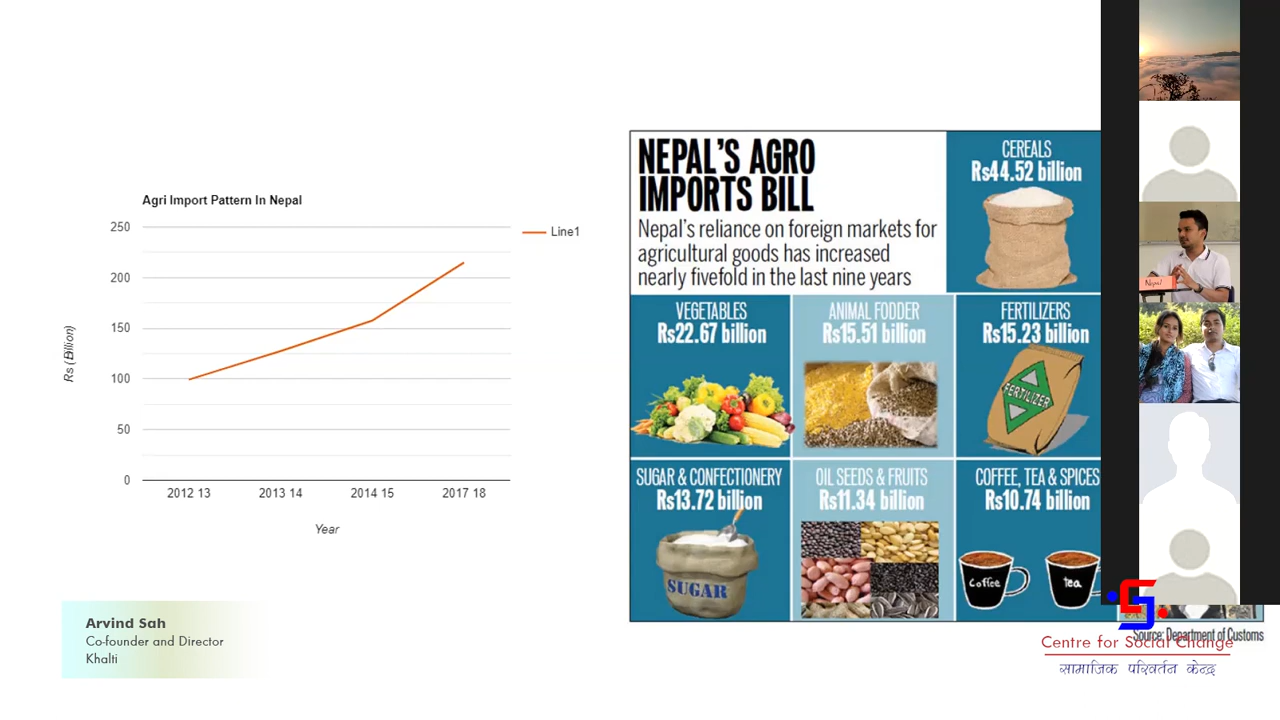 Agri Import Pattern In Nepal
250
200
150
100
50
0
Rs (Billion)
Line1
2012 13
2013 14
2014 15
2017 18
Year
NEPAL'S AGRO
IMPORTS BILL
Nepal's reliance on foreign markets for
agricultural goods has increased
nearly fivefold in the last nine years
CEREALS
Rs44.52 billion
VEGETABLES
Rs22.67 billion
ANIMAL FODDER
Rs15.51 billion
FERTILIZERS
Rs15.23 billion
FERTILIZER
SUGAR & CONFECTIONERY
Rs13.72 billion
SUGAR
OIL SEEDS & FRUITS
Rs11.34 billion
COFFEE, TEA & SPICES
Rs10.74 billion
Coffee
tea
Nepal
Arvind Sah
Co-founder and Director
Khalti
Source: Department of Customs
Centre for Social Change
सामाजिक परिवर्तन केन्द्र